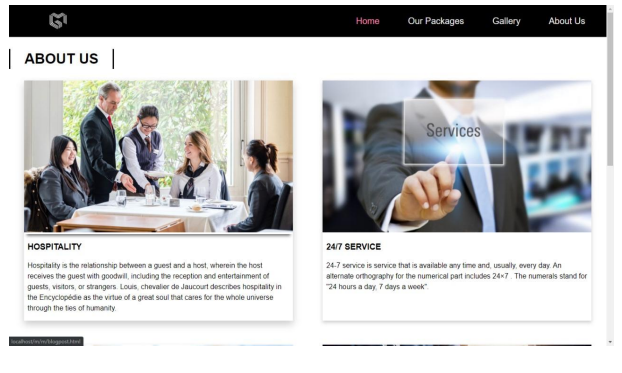 Home Our Packages Gallery About Us
ABOUT US
Services
HOSPITALITY
Hospitality is the relationship between a guest and a host, wherein the host
receives the guest with goodwill, including the reception and entertainment of
guests, visitors, or strangers. Louis, chevalier de Jaucourt describes hospitality in
the Encyclopédie as the virtue of a great soul that cares for the whole universe
through the ties of humanity.
24/7 SERVICE
24-7 service is service that is available any time and, usually, every day. An
alternate orthography for the numerical part includes 24×7 . The numerals stand for
"24 hours a day, 7 days a week".
localhost/m/m/blogpost.html